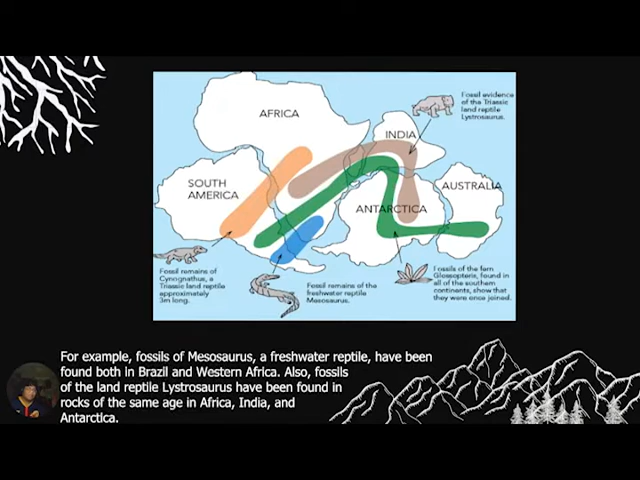 Fossil evidence
of the Triassic
land reptile
Lystrosaurus.
AFRICA
INDIA
SOUTH
AMERICA
AUSTRALIA
ANTARCTICA
Fossil remains of
Cynognathus, a
Triassic land reptile
approximately
3m long.
Fossil remains of the
freshwater reptile
Mesosaurus.
Fossils of the fern
Glossopteris, found in
all of the southern
continents, show that
they were once joined.
For example, fossils of Mesosaurus, a freshwater reptile, have been
found both in Brazil and Western Africa. Also, fossils
of the land reptile Lystrosaurus have been found in
rocks of the same age in Africa, India, and
Antarctica.